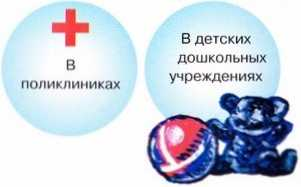 В
поликлиниках
В детских
дошкольных
учреждениях